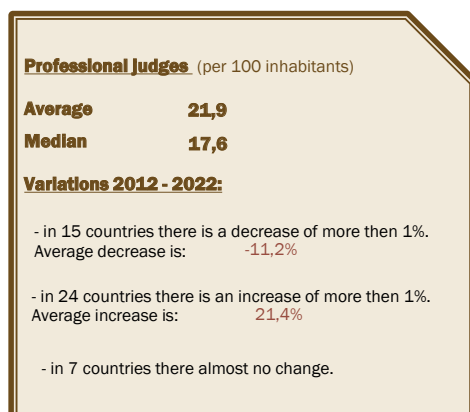 Professional Judges (per 100 inhabitants)
Average 21,9
Median 17,6
Variations 2012 - 2022:
- in 15 countries there is a decrease of more then 1%.
Average decrease is: -11,2%
- in 24 countries there is an increase of more then 1%.
Average increase is: 21,4%
- in 7 countries there almost no change.